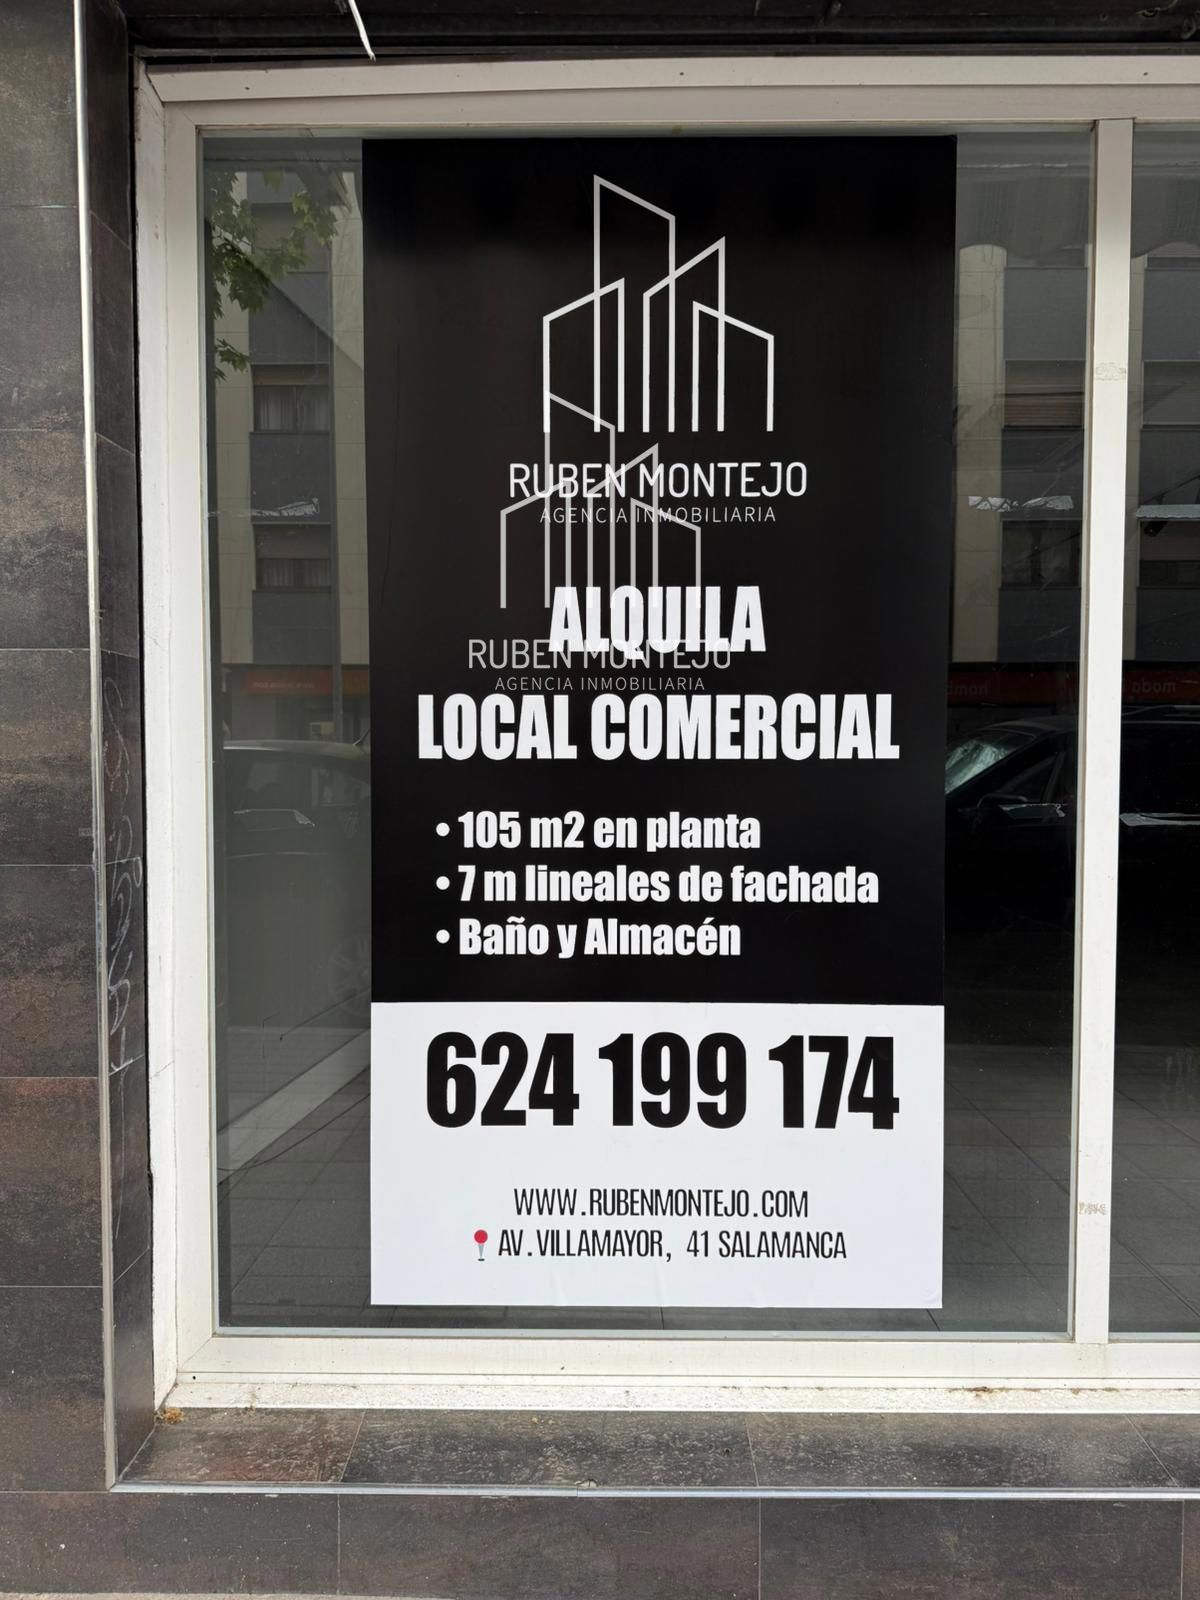 RUBEN MONTEJO
AGENCIA INMOBILIARIA
ALQUILA
RUBEN MONTEJO
AGENCIA INMOBILIARIA
LOCAL COMERCIAL
• 105 m2 en planta
• 7 m lineales de fachada
• Baño y Almacén
624 199 174
WWW.RUBENMONTEJO.COM
AV.VILLAMAYOR, 41 SALAMANCA